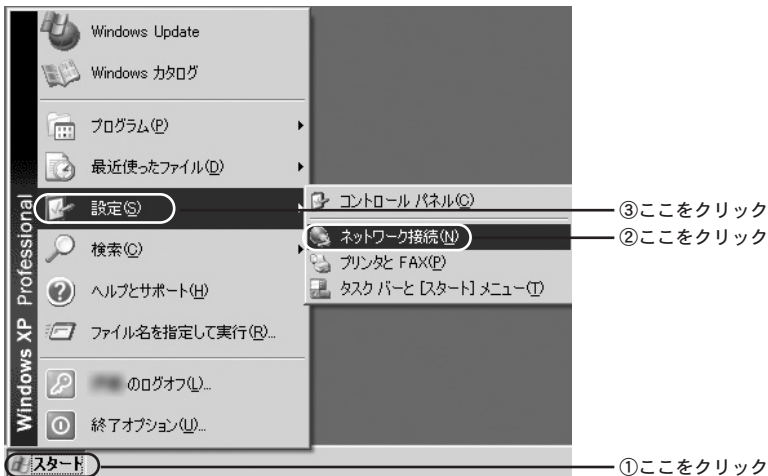 Windows Update
Windows カタログ
プログラム(P)
最近使ったファイル(D)
設定(S)
検索(C)
ヘルプとサポート(H)
ファイル名を指定して実行(R)...
のログオフ(L)...
終了オプション(U)...
Windows XP Professional
コントロール パネル(C)
ネットワーク接続(N)
プリンタと FAX(P)
タスク バーと [スタート] メニュー(T)
スタート
③ここをクリック
②ここをクリック
①ここをクリック